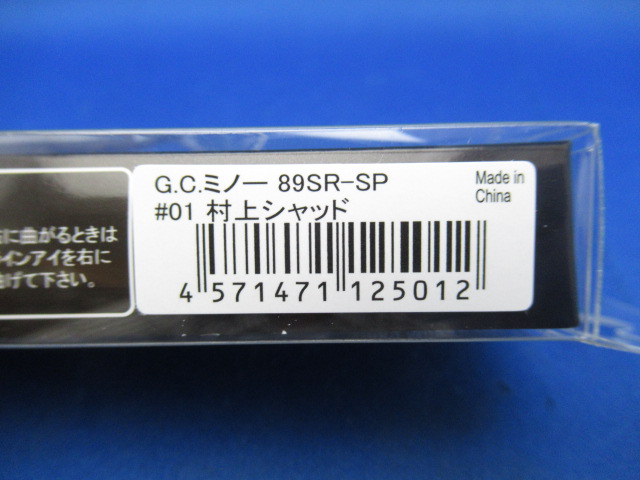 G.C.ミノー 89SR-SP
Made in
China
#01 村上シャッド
に曲がるときは
インアイを右に
げて下さい。
4 571471 125012